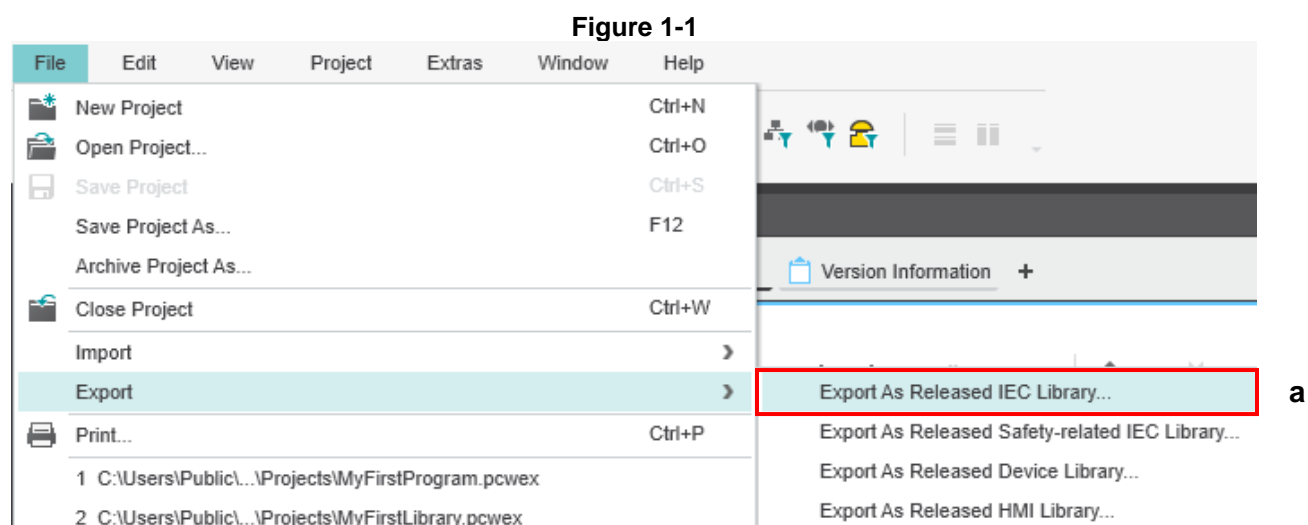 Figure 1-1
File Edit View Project Extras Window Help
New Project Ctrl+N
Open Project... Ctrl+O
Save Project Ctrl+S
Save Project As... F12
Archive Project As...
Version Information +
Close Project Ctrl+W
Import
Export
Export As Released IEC Library... a
Print... Ctrl+P
Export As Released Safety-related IEC Library...
1 C:\Users\Public\...\Projects\MyFirstProgram.pcwex
Export As Released Device Library...
2 C:\Users\Public\...\Projects\MyFirstLibrary.pcwex
Export As Released HMI Library...